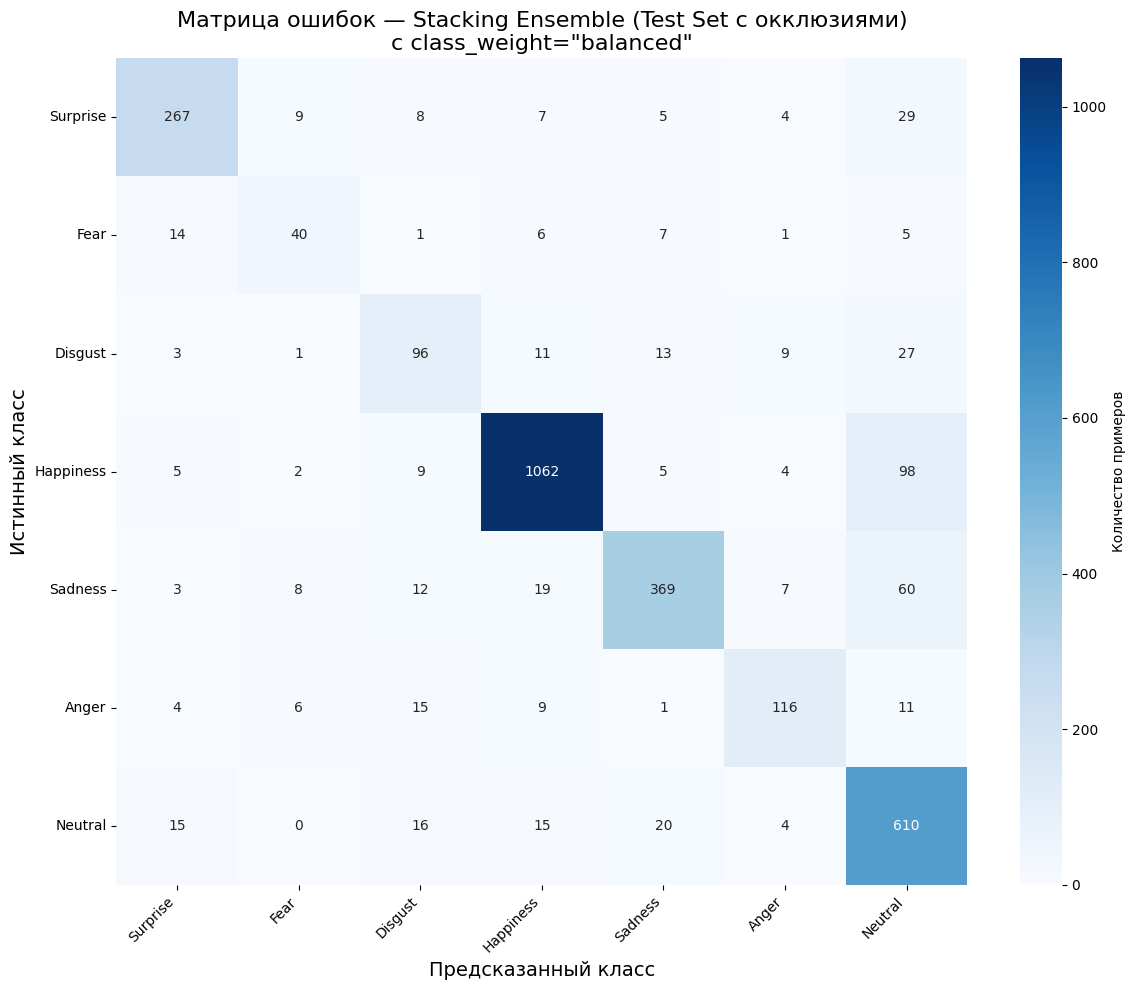 Матрица ошибок — Stacking Ensemble (Test Set с окклюзиями)
с class_weight="balanced"
Surprise 267 9 8 7 5 4 29
Fear 14 40 1 6 7 1 5
Disgust 3 1 96 11 13 9 27
Happiness 5 2 9 1062 5 4 98
Sadness 3 8 12 19 369 7 60
Anger 4 6 15 9 1 116 11
Neutral 15 0 16 15 20 4 610
Surprise Fear Disgust Happiness Sadness Anger Neutral
Предсказанный класс
Истинный класс
1000
800
600
400
200
0
Количество примеров